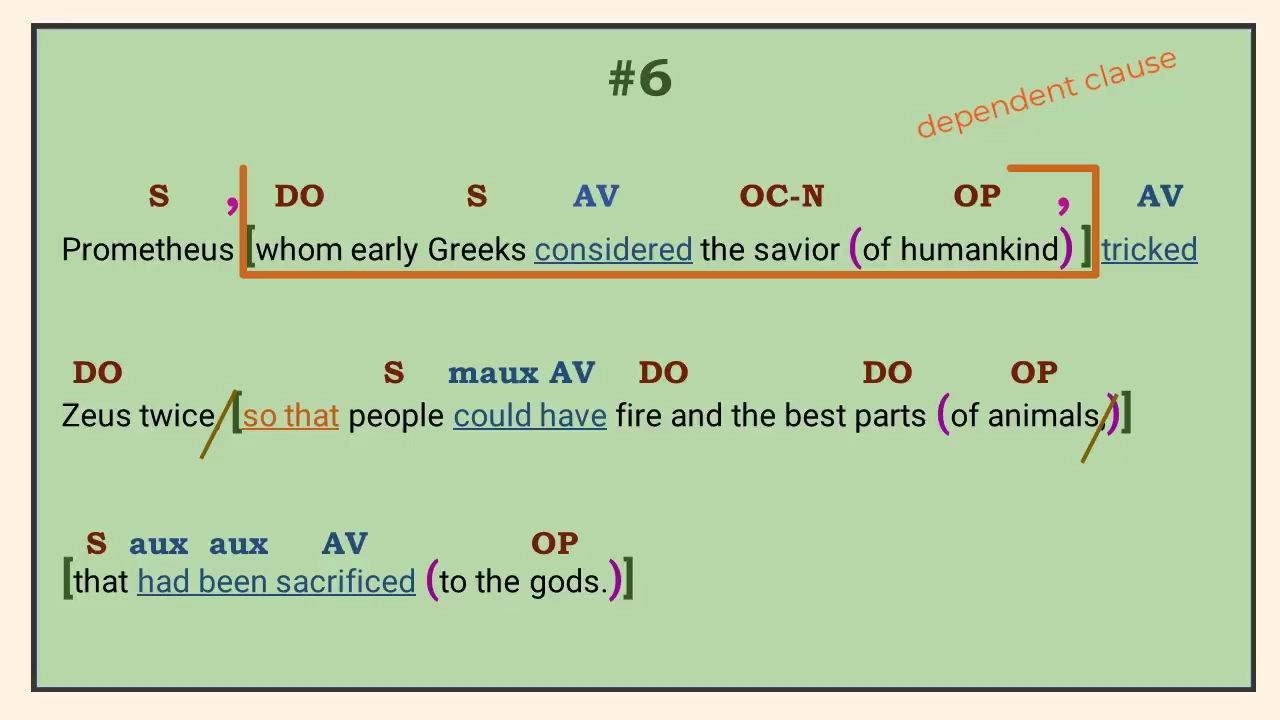 #6
dependent clause
S , DO S AV OC-N OP , AV
Prometheus [whom early Greeks considered the savior (of humankind) ] tricked
DO S maux AV DO DO OP
Zeus twice, [so that people could have fire and the best parts (of animals,)]
S aux aux AV OP
[that had been sacrificed (to the gods.)]